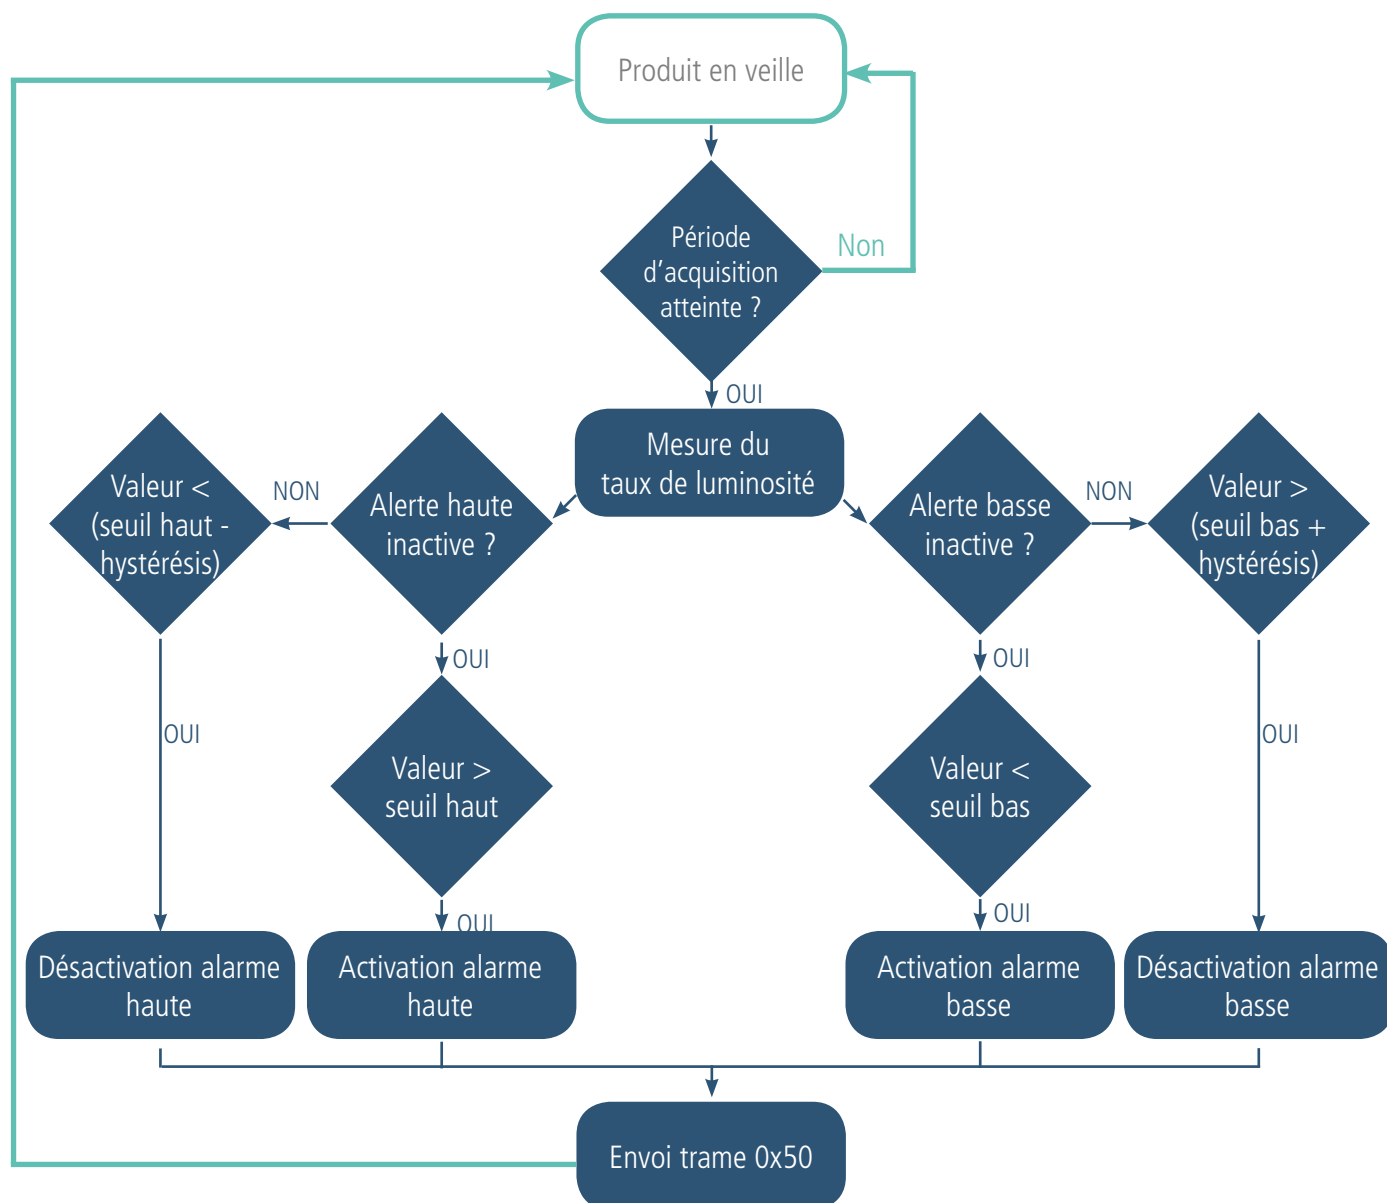 Produit en veille
Période
d’acquisition
atteinte ?
Non
OUI
Mesure du
taux de luminosité
Valeur <
(seuil haut -
hystérésis)
NON
Alerte haute
inactive ?
Alerte basse
inactive ?
NON
Valeur >
(seuil bas +
hystérésis)
OUI
OUI
OUI
OUI
Valeur >
seuil haut
Valeur <
seuil bas
OUI
OUI
Désactivation alarme
haute
Activation alarme
haute
Activation alarme
basse
Désactivation alarme
basse
Envoi trame 0x50